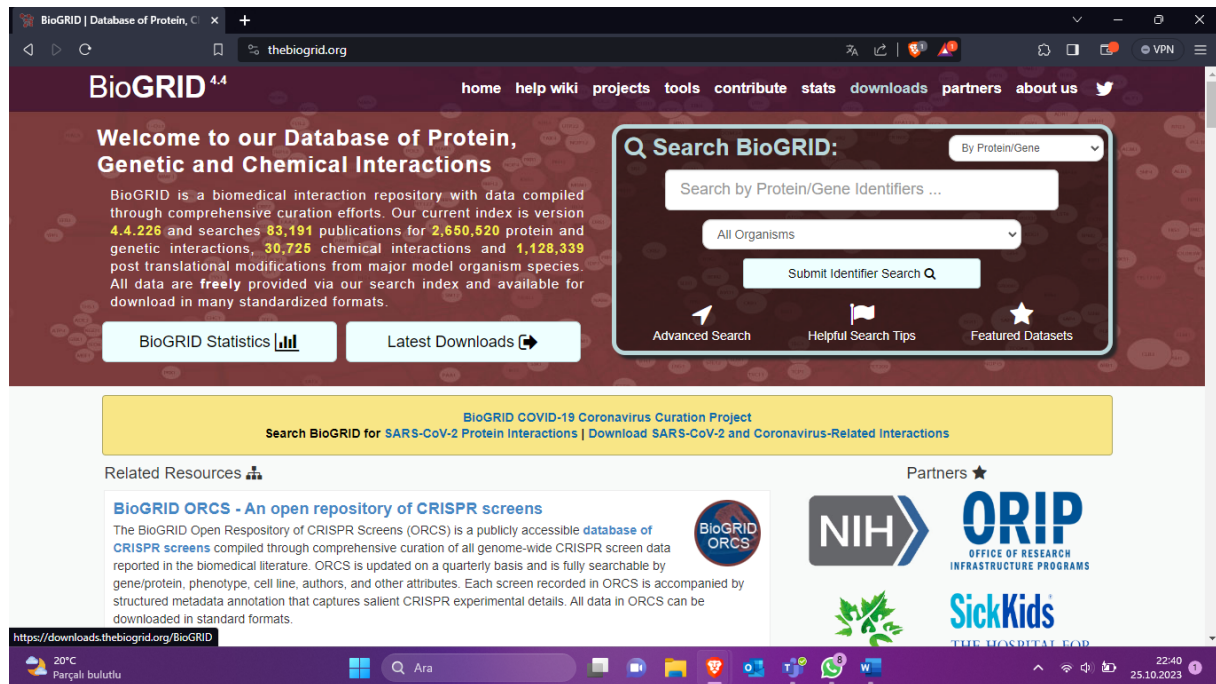 BioGRID | Database of Protein, C
thebiogrid.org
VPN
BioGRID 4.4
home help wiki projects tools contribute stats downloads partners about us
Welcome to our Database of Protein,
Genetic and Chemical Interactions
BioGRID is a biomedical interaction repository with data compiled
through comprehensive curation efforts. Our current index is version
4.4.226 and searches 83,191 publications for 2,650,520 protein and
genetic interactions, 30,725 chemical interactions and 1,128,339
post translational modifications from major model organism species.
All data are freely provided via our search index and available for
download in many standardized formats.
BioGRID Statistics
Latest Downloads
Search BioGRID:
By Protein/Gene
Search by Protein/Gene Identifiers ...
All Organisms
Submit Identifier Search
Advanced Search
Helpful Search Tips
Featured Datasets
BioGRID COVID-19 Coronavirus Curation Project
Search BioGRID for SARS-CoV-2 Protein Interactions | Download SARS-CoV-2 and Coronavirus-Related Interactions
Related Resources
BioGRID ORCS - An open repository of CRISPR screens
The BioGRID Open Respository of CRISPR Screens (ORCS) is a publicly accessible database of
CRISPR screens compiled through comprehensive curation of all genome-wide CRISPR screen data
reported in the biomedical literature. ORCS is updated on a quarterly basis and is fully searchable by
gene/protein, phenotype, cell line, authors, and other attributes. Each screen recorded in ORCS is accompanied by
structured metadata annotation that captures salient CRISPR experimental details. All data in ORCS can be
downloaded in standard formats.
BioGRID
ORCS
Partners
NIH
ORIP
OFFICE OF RESEARCH
INFRASTRUCTURE PROGRAMS
SickKids
THE HOSPITAL FOR
https://downloads.thebiogrid.org/BioGRID
20°C
Parçalı bulutlu
Ara
8
22:40
25.10.2023
1